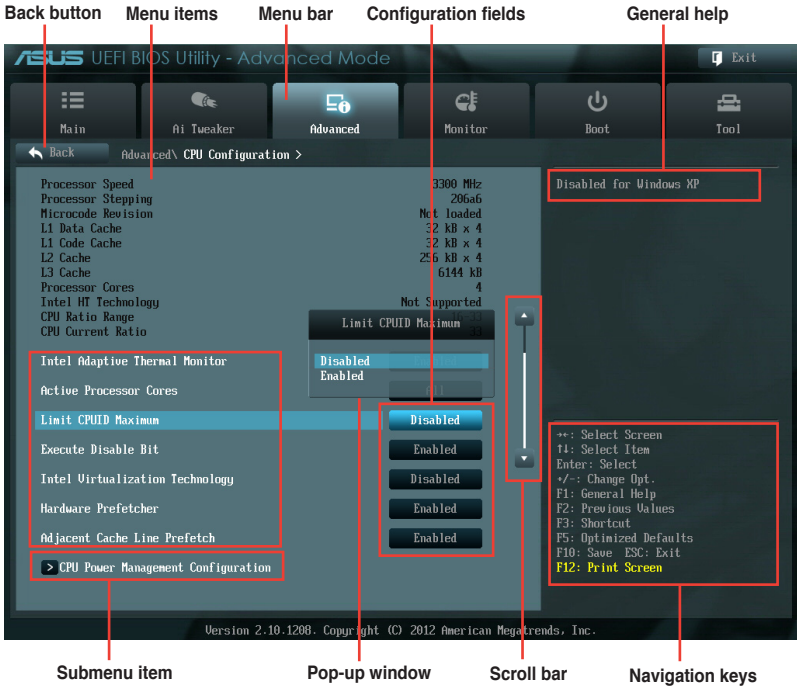 Back button Menu items Menu bar Configuration fields General help
ASUS UEFI BIOS Utility - Advanced Mode Exit
Main Ai Tweaker Advanced Monitor Boot Tool
Back Advanced\ CPU Configuration >
Processor Speed 3300 MHz
Processor Stepping 206a6
Microcode Revision Not loaded
L1 Data Cache 32 kB x 4
L1 Code Cache 32 kB x 4
L2 Cache 256 kB x 4
L3 Cache 6144 kB
Processor Cores 4
Intel HT Technology Not Supported
CPU Ratio Range
CPU Current Ratio 33
Limit CPUID Maximum
Disabled
Enabled
Intel Adaptive Thermal Monitor
Active Processor Cores
Limit CPUID Maximum Disabled
Execute Disable Bit Enabled
Intel Virtualization Technology Disabled
Hardware Prefetcher Enabled
Adjacent Cache Line Prefetch Enabled
> CPU Power Management Configuration
Disabled for Windows XP
→←: Select Screen
↑↓: Select Item
Enter: Select
+/-: Change Opt.
F1: General Help
F2: Previous Values
F3: Shortcut
F5: Optimized Defaults
F10: Save ESC: Exit
F12: Print Screen
Version 2.10.1208. Copyright (C) 2012 American Megatrends, Inc.
Submenu item Pop-up window Scroll bar Navigation keys